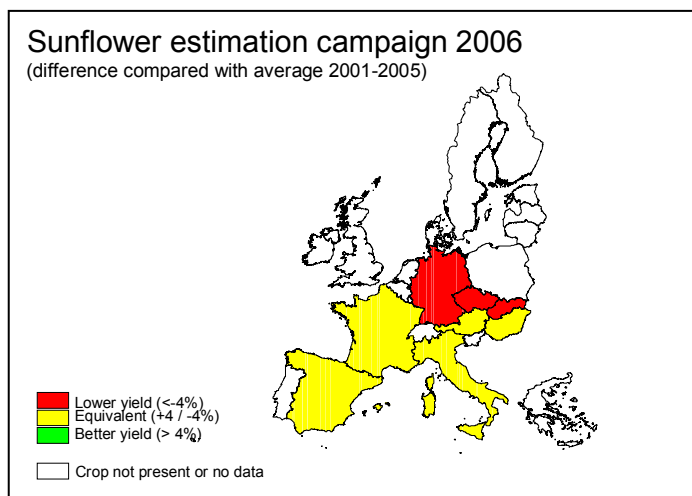 Sunflower estimation campaign 2006
(difference compared with average 2001-2005)
Lower yield (<-4%)
Equivalent (+4 / -4%)
Better yield (> 4%)
Crop not present or no data